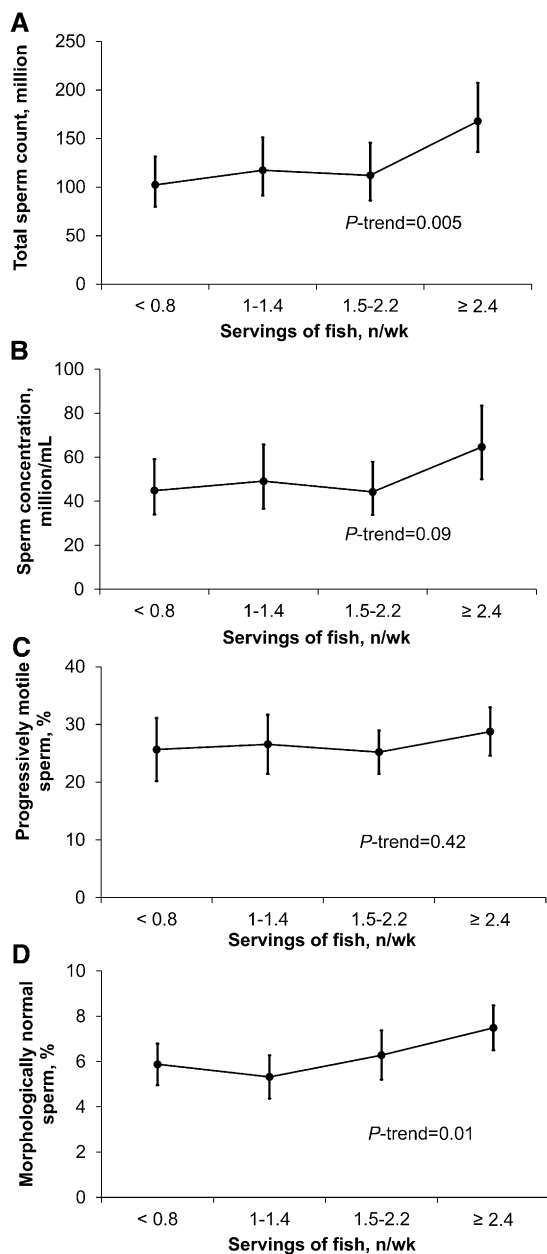 A
Total sperm count, million
250
200
150
100
50
0
P-trend=0.005
< 0.8 1-1.4 1.5-2.2 ≥ 2.4
Servings of fish, n/wk
B
Sperm concentration,
million/mL
100
80
60
40
20
0
P-trend=0.09
< 0.8 1-1.4 1.5-2.2 ≥ 2.4
Servings of fish, n/wk
C
Progressively motile
sperm, %
40
30
20
10
0
P-trend=0.42
< 0.8 1-1.4 1.5-2.2 ≥ 2.4
Servings of fish, n/wk
D
Morphologically normal
sperm, %
10
8
6
4
2
0
P-trend=0.01
< 0.8 1-1.4 1.5-2.2 ≥ 2.4
Servings of fish, n/wk